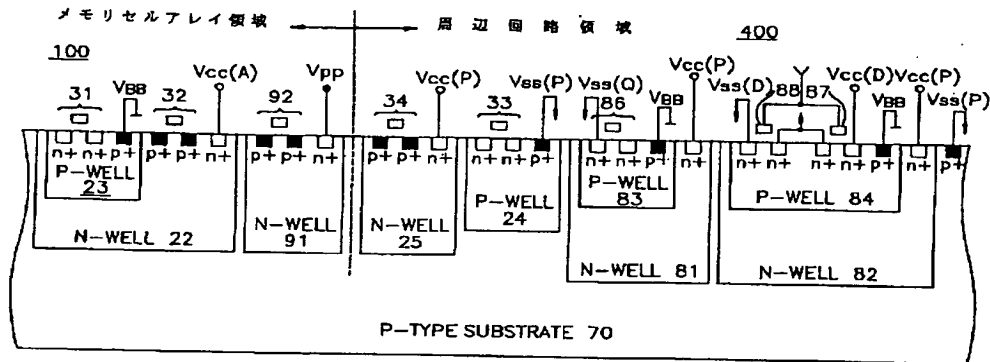 メモリセルアレイ領域 周辺回路領域
100 400
31 VBB 32 Vcc(A) 92 Vpp 34 Vcc(P) 33 Vss(P) Vss(Q) 86 VBB Vcc(P) Vss(D) 88 87 Vcc(D) VBB Vcc(P) Vss(P)
n+ n+ p+ p+ p+ n+ p+ p+ n+ p+ p+ n+ n+ n+ p+ n+ n+ p+ n+ n+ n+ n+ n+ p+ n+ p+
P-WELL 23
N-WELL 22
N-WELL 91
N-WELL 25
P-WELL 24
P-WELL 83
N-WELL 81
P-WELL 84
N-WELL 82
P-TYPE SUBSTRATE 70